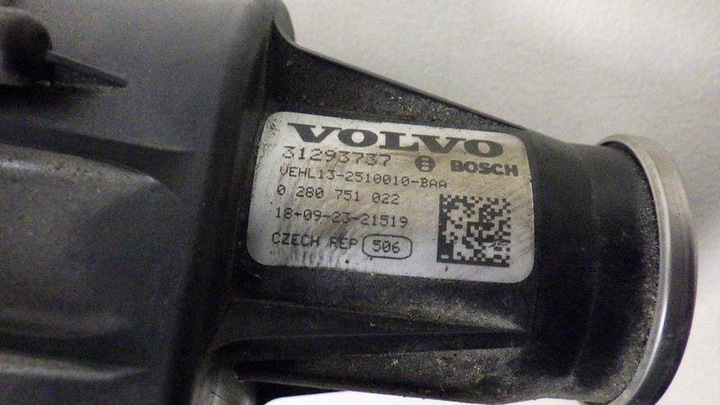 VOLVO
31293737 BOSCH
VEHL13-2510010-BAA
0 280 751 022
18-09-23-21519
CZECH REP 506